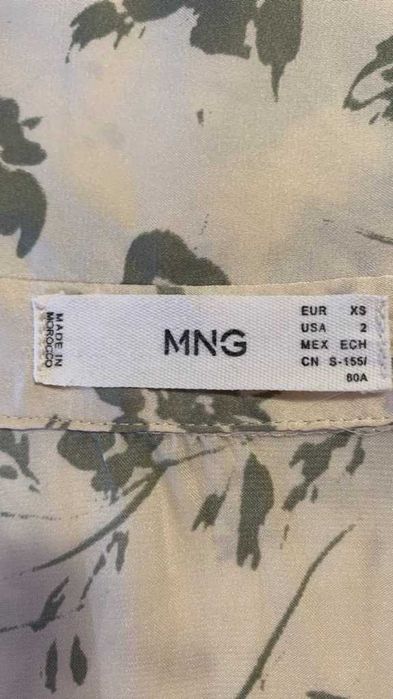 MADE IN
MOROCCO
MNG
EUR XS
USA 2
MEX ECH
CN S-155/
80A